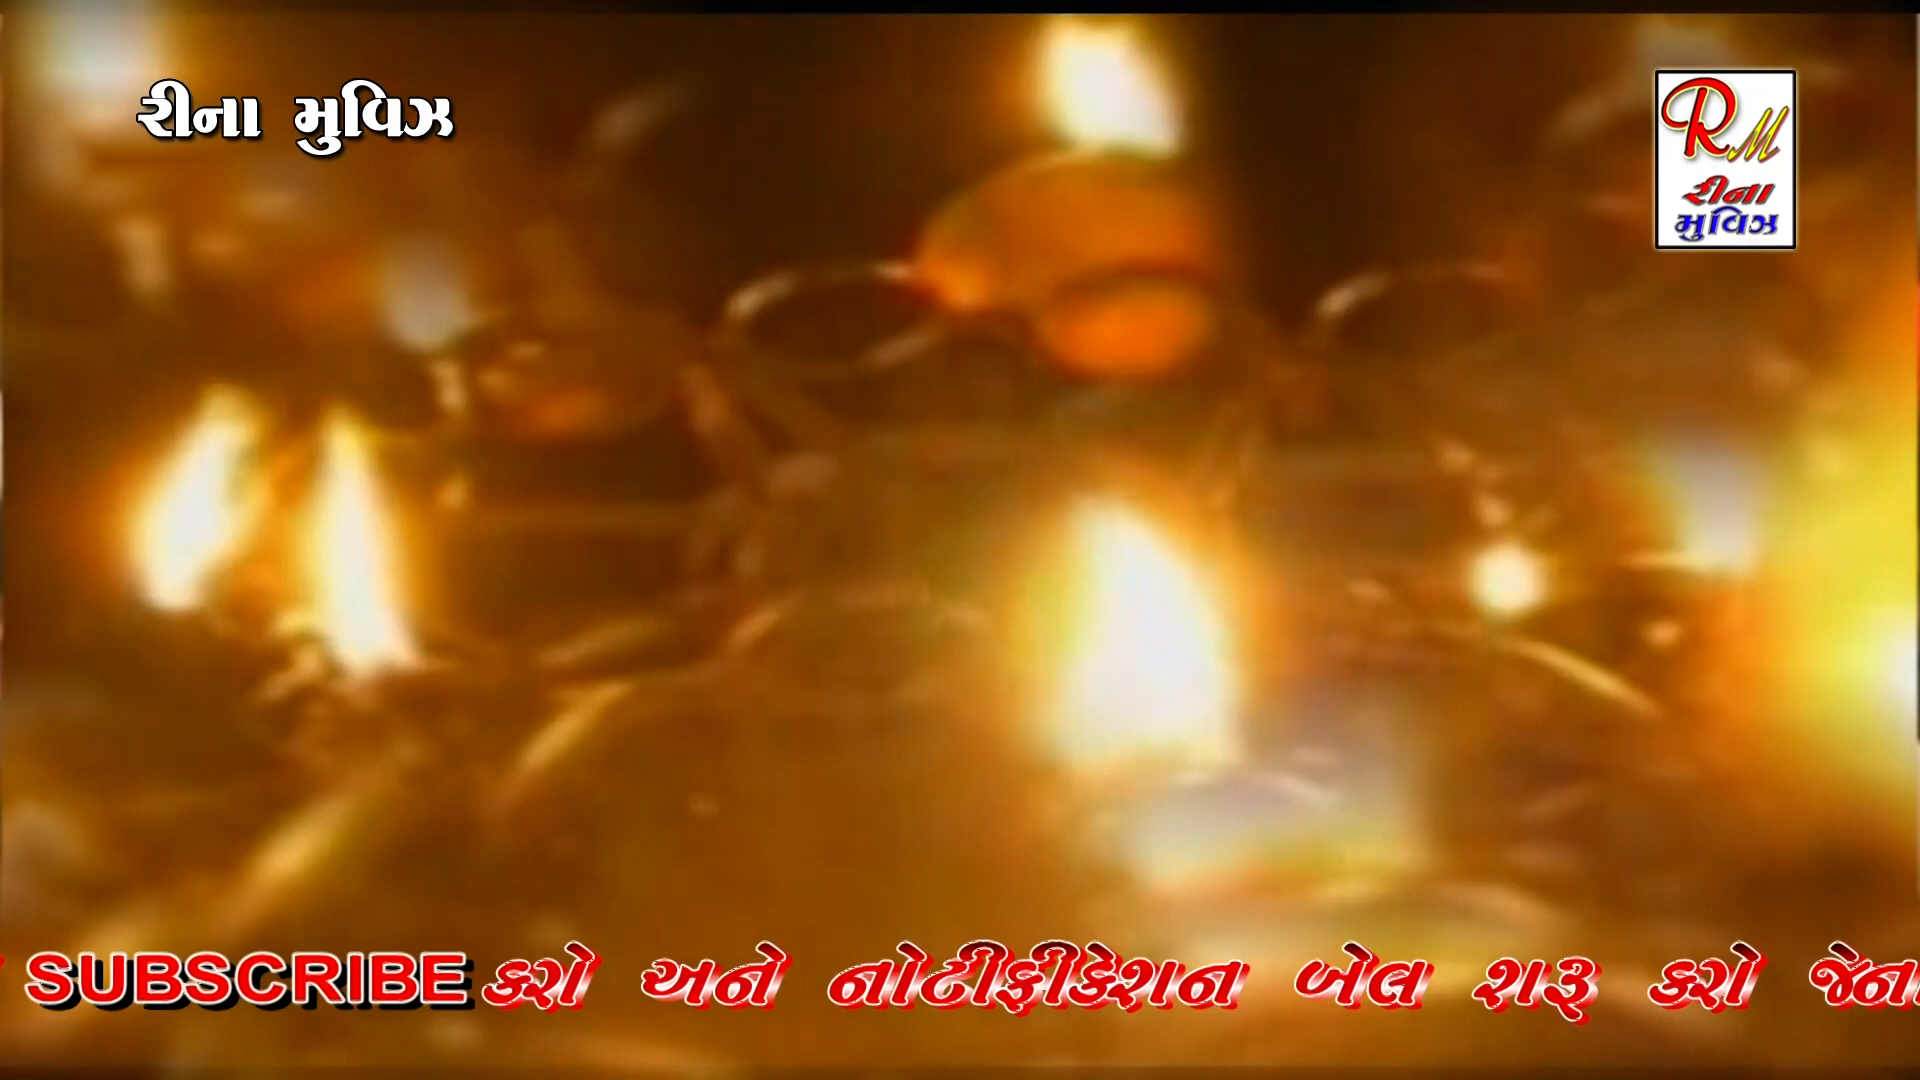 રીના મુવિઝ
RM
રીના
મુવિઝ
SUBSCRIBE કરો અને નોટીફીકેશન બેલ શરૂ કરો